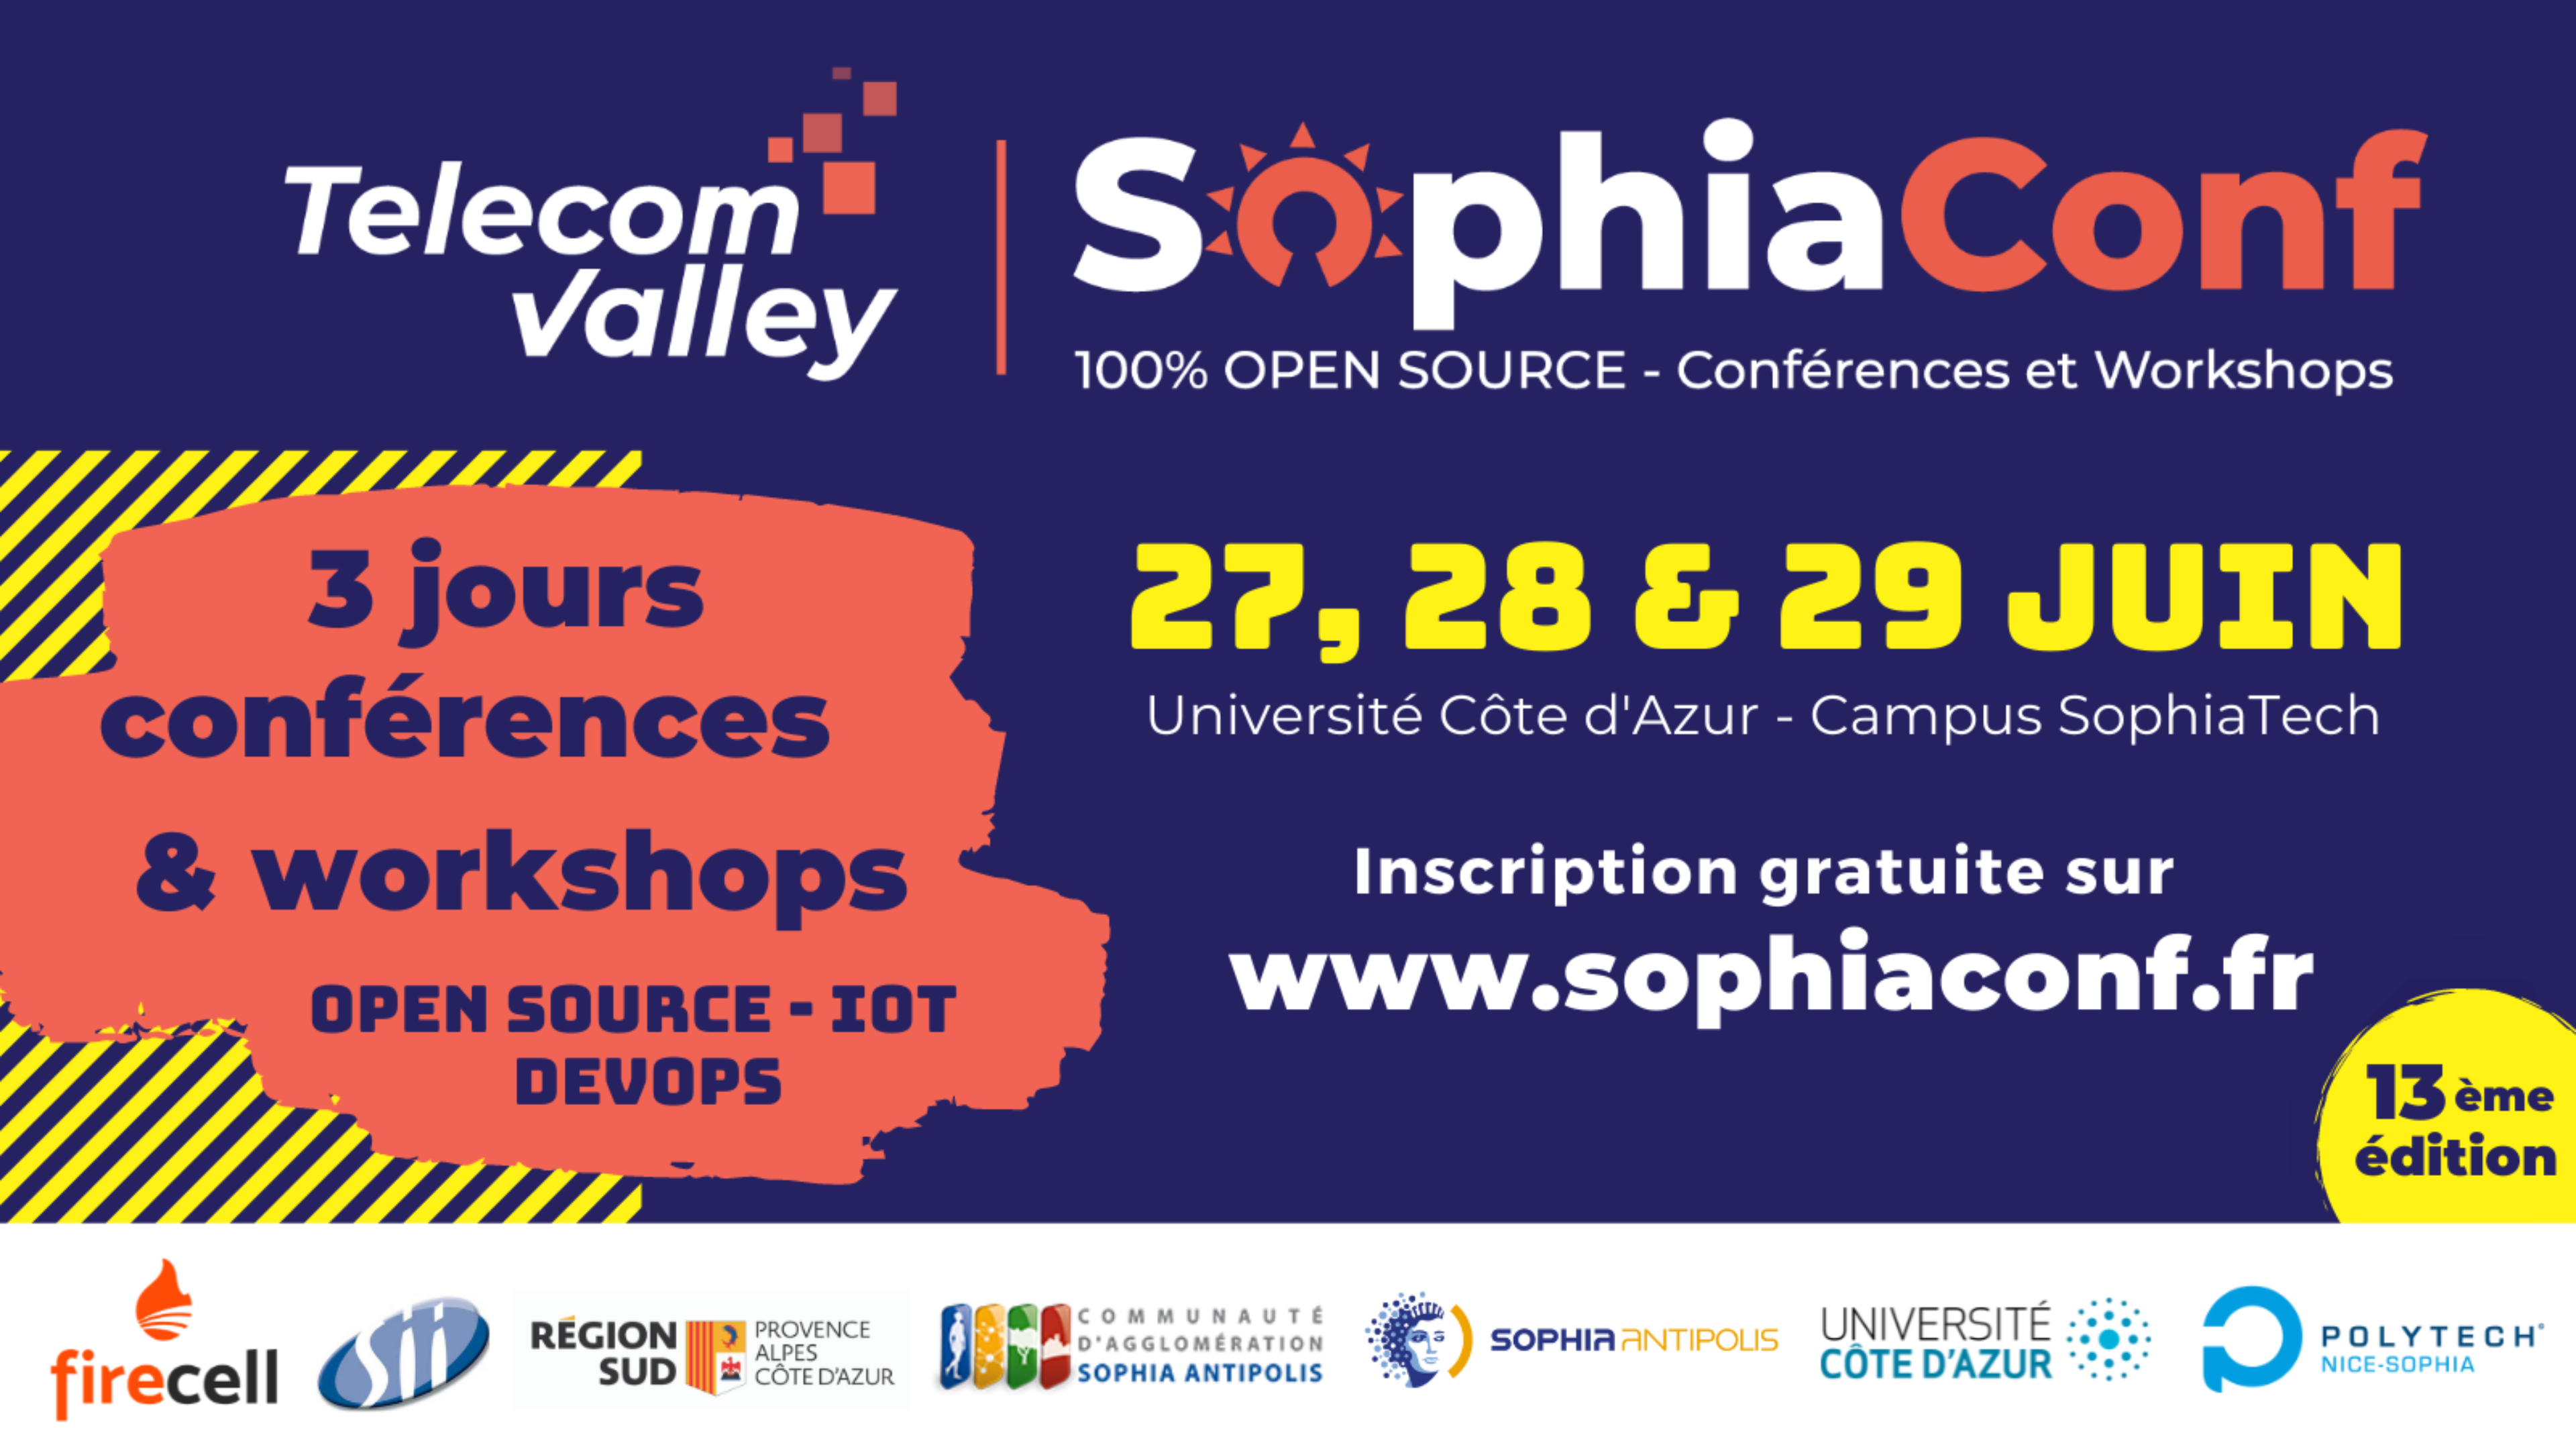 Telecom
Valley
SophiaConf
100% OPEN SOURCE - Conférences et Workshops
3 jours
conférences
& workshops
OPEN SOURCE - IOT
DEVOPS
27, 28 & 29 JUIN
Université Côte d'Azur - Campus SophiaTech
Inscription gratuite sur
www.sophiaconf.fr
13ème
édition
firecell
sii
RÉGION
SUD
PROVENCE
ALPES
CÔTE D'AZUR
COMMUNAUTÉ
D'AGGLOMÉRATION
SOPHIA ANTIPOLIS
SOPHIA ANTIPOLIS
UNIVERSITÉ
CÔTE D'AZUR
POLYTECH°
NICE-SOPHIA